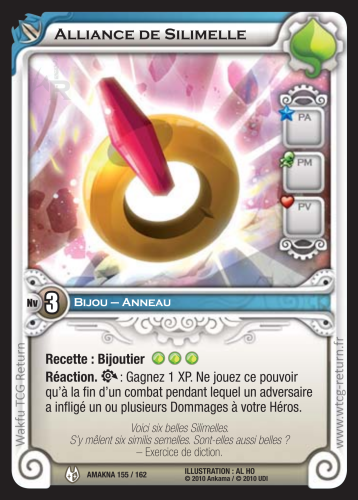 Alliance de Silimelle
PA
PM
PV
Nv 3 Bijou – Anneau
Recette : Bijoutier
Réaction. : Gagnez 1 XP. Ne jouez ce pouvoir
qu'à la fin d'un combat pendant lequel un adversaire
a infligé un ou plusieurs Dommages à votre Héros.
Voici six belles Silimelles.
S'y mêlent six similis semelles. Sont-elles aussi belles ?
– Exercice de diction.
Wakfu TCG Return
www.wtcg-return.fr
AMAKNA 155 / 162
ILLUSTRATION : AL HO
© 2010 Ankama / © 2010 UDI